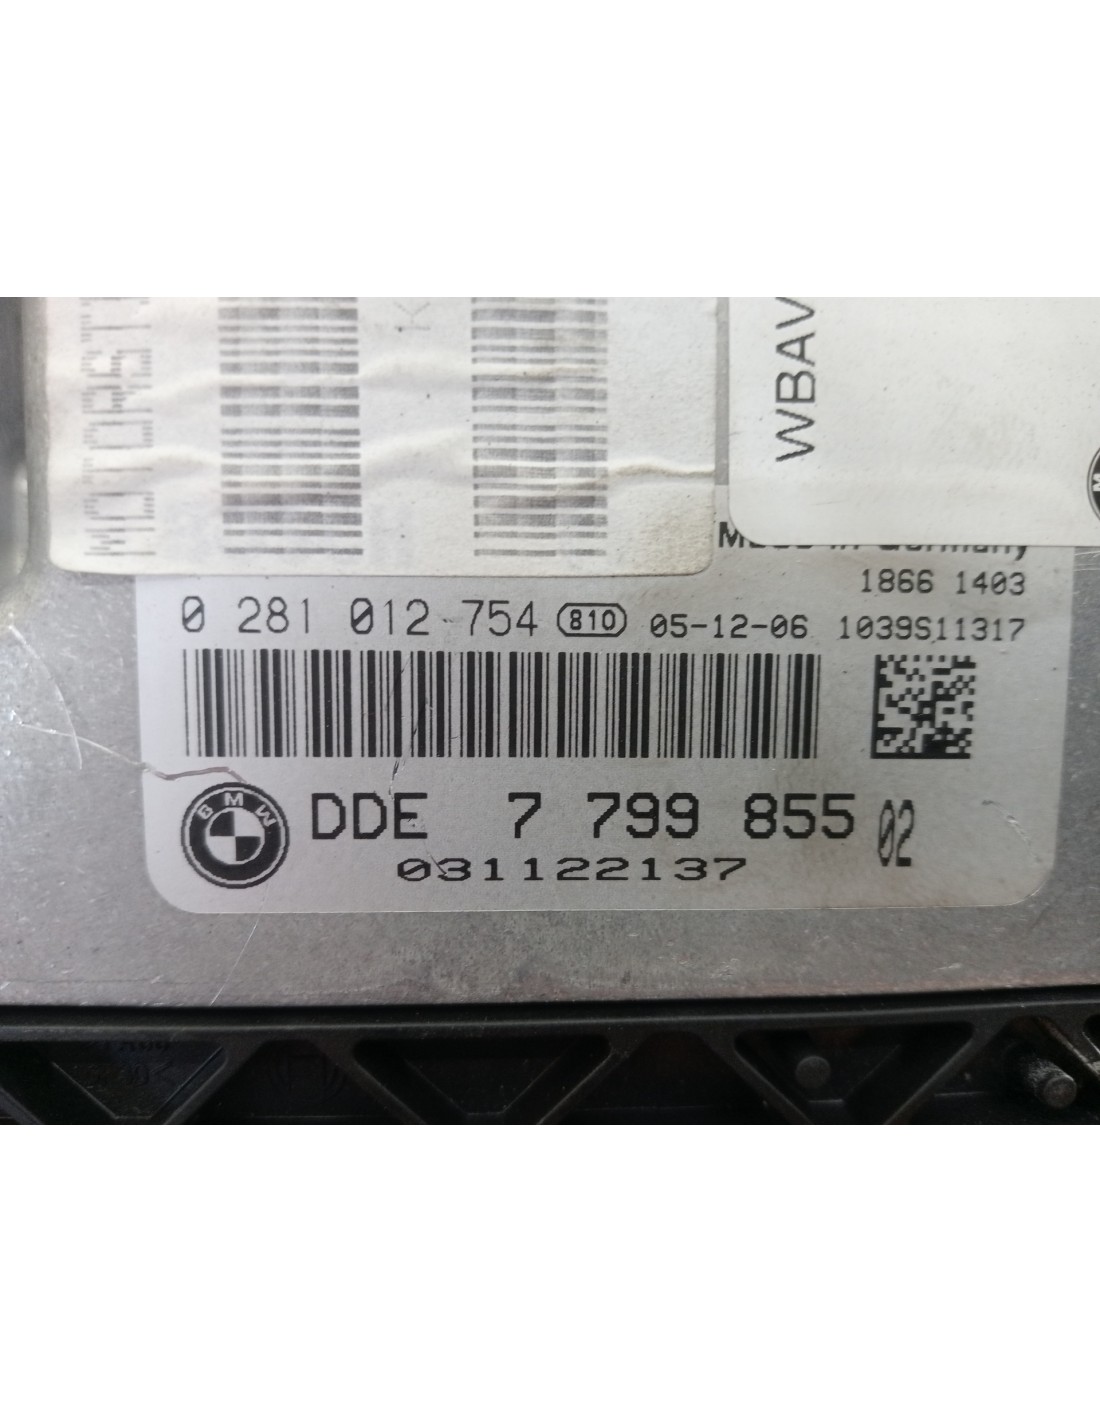 MOTORST
WBAV
Made in Germany
1866 1403
0 281 012 754 810 05-12-06 1039S11317
BMW
DDE 7 799 855 02
031122137